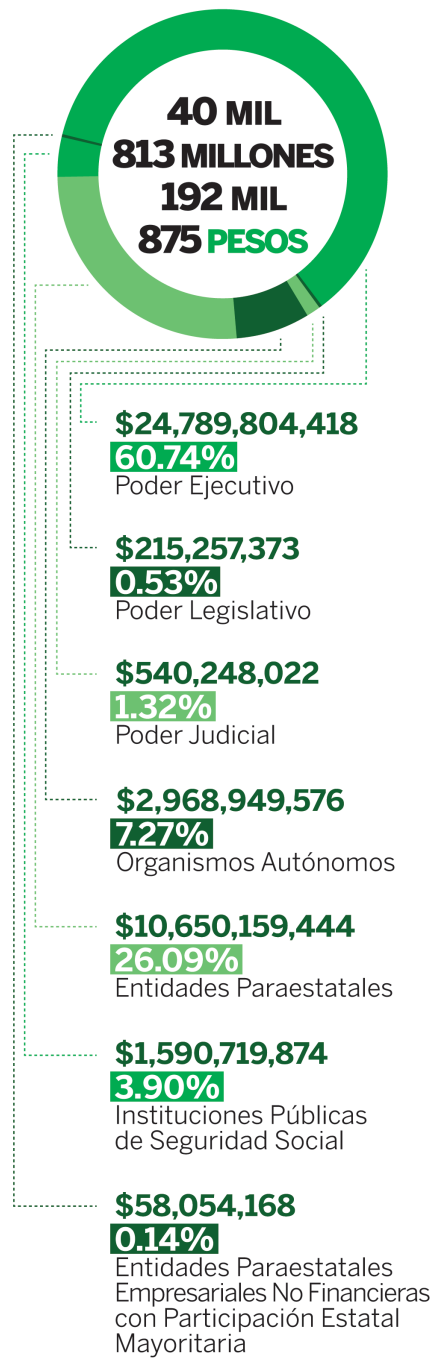 40 MIL
813 MILLONES
192 MIL
875 PESOS
$24,789,804,418
60.74%
Poder Ejecutivo
$215,257,373
0.53%
Poder Legislativo
$540,248,022
1.32%
Poder Judicial
$2,968,949,576
7.27%
Organismos Autónomos
$10,650,159,444
26.09%
Entidades Paraestatales
$1,590,719,874
3.90%
Instituciones Públicas
de Seguridad Social
$58,054,168
0.14%
Entidades Paraestatales
Empresariales No Financieras
con Participación Estatal
Mayoritaria